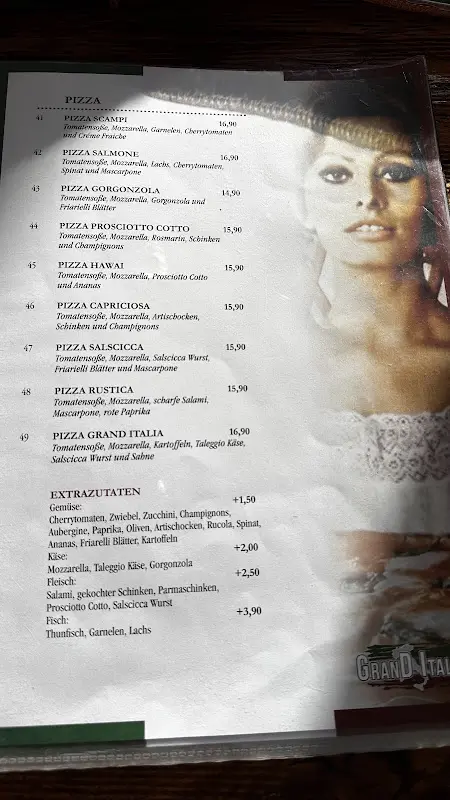 PIZZA
41 PIZZA SCAMPI 16,90
Tomatensoße, Mozzarella, Garnelen, Cherrytomaten
und Créme Fraiche
42 PIZZA SALMONE 16,90
Tomatensoße, Mozzarella, Lachs, Cherrytomaten,
Spinat und Mascarpone
43 PIZZA GORGONZOLA 14,90
Tomatensoße, Mozzarella, Gorgonzola und
Friarielli Blätter
44 PIZZA PROSCIOTTO COTTO 15,90
Tomatensoße, Mozzarella, Rosmarin, Schinken
und Champignons
45 PIZZA HAWAI 15,90
Tomatensoße, Mozzarella, Prosciotto Cotto
und Ananas
46 PIZZA CAPRICIOSA 15,90
Tomatensoße, Mozzarella, Artischocken,
Schinken und Champignons
47 PIZZA SALSCICCA 15,90
Tomatensoße, Mozzarella, Salscicca Wurst,
Friarielli Blätter und Mascarpone
48 PIZZA RUSTICA 15,90
Tomatensoße, Mozzarella, scharfe Salami,
Mascarpone, rote Paprika
49 PIZZA GRAND ITALIA 16,90
Tomatensoße, Mozzarella, Kartoffeln, Taleggio Käse,
Salscicca Wurst und Sahne
EXTRAZUTATEN
Gemüse: +1,50
Cherrytomaten, Zwiebel, Zucchini, Champignons,
Aubergine, Paprika, Oliven, Artischocken, Rucola, Spinat,
Ananas, Friarelli Blätter, Kartoffeln
Käse: +2,00
Mozzarella, Taleggio Käse, Gorgonzola
Fleisch: +2,50
Salami, gekochter Schinken, Parmaschinken,
Prosciotto Cotto, Salscicca Wurst
Fisch: +3,90
Thunfisch, Garnelen, Lachs
GRAND ITAL